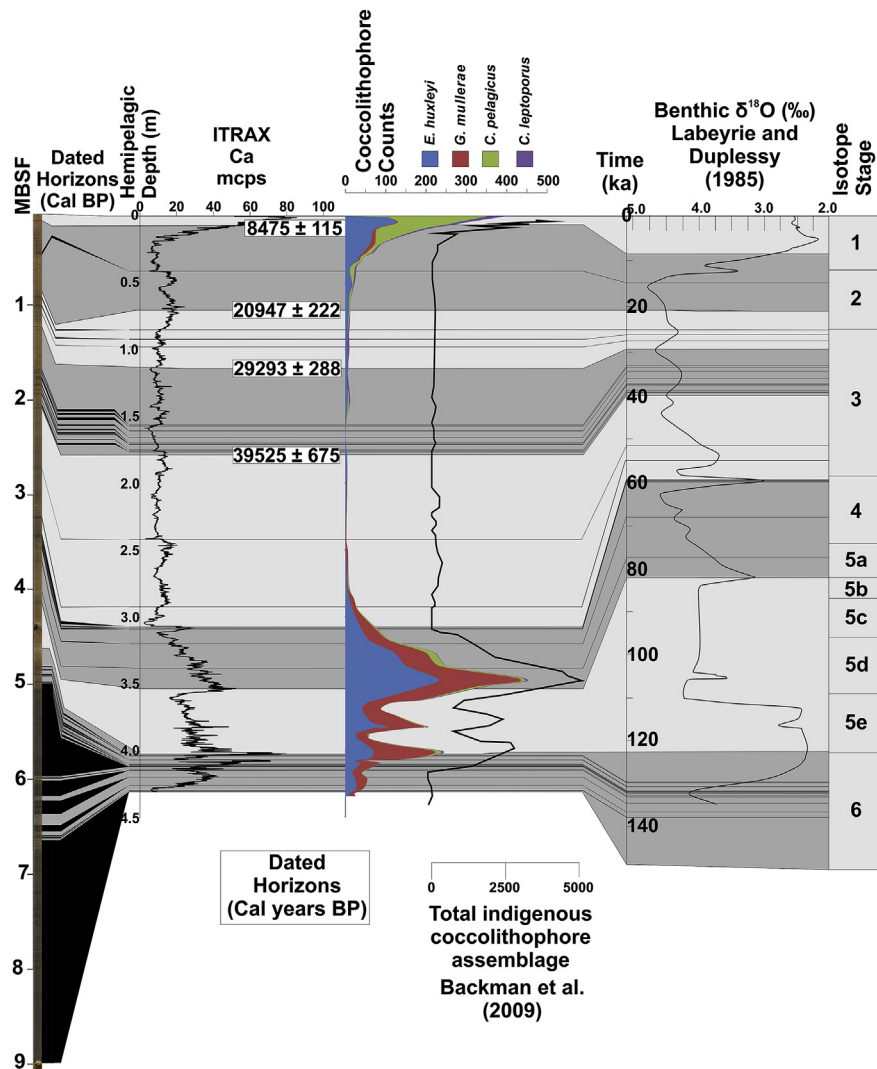 MBSF
Dated
Horizons
(Cal BP)
Hemipelagic
Depth (m)
ITRAX
Ca
mcps
Coccolithophore
Counts
E. huxleyi
G. mullerae
C. pelagicus
C. leptoporus
Time
(ka)
Benthic δ18O (‰)
Labeyrie and
Duplessy
(1985)
Isotope
Stage
0 20 40 60 80 100
0 100 200 300 400 500
5.0 4.0 3.0 2.0
0
0.5
1.0
1.5
2.0
2.5
3.0
3.5
4.0
4.5
1
2
3
4
5
6
7
8
9
8475 ± 115
20947 ± 222
29293 ± 288
39525 ± 675
0
20
40
60
80
100
120
140
1
2
3
4
5a
5b
5c
5d
5e
6
Dated
Horizons
(Cal years BP)
0 2500 5000
Total indigenous
coccolithophore
assemblage
Backman et al.
(2009)